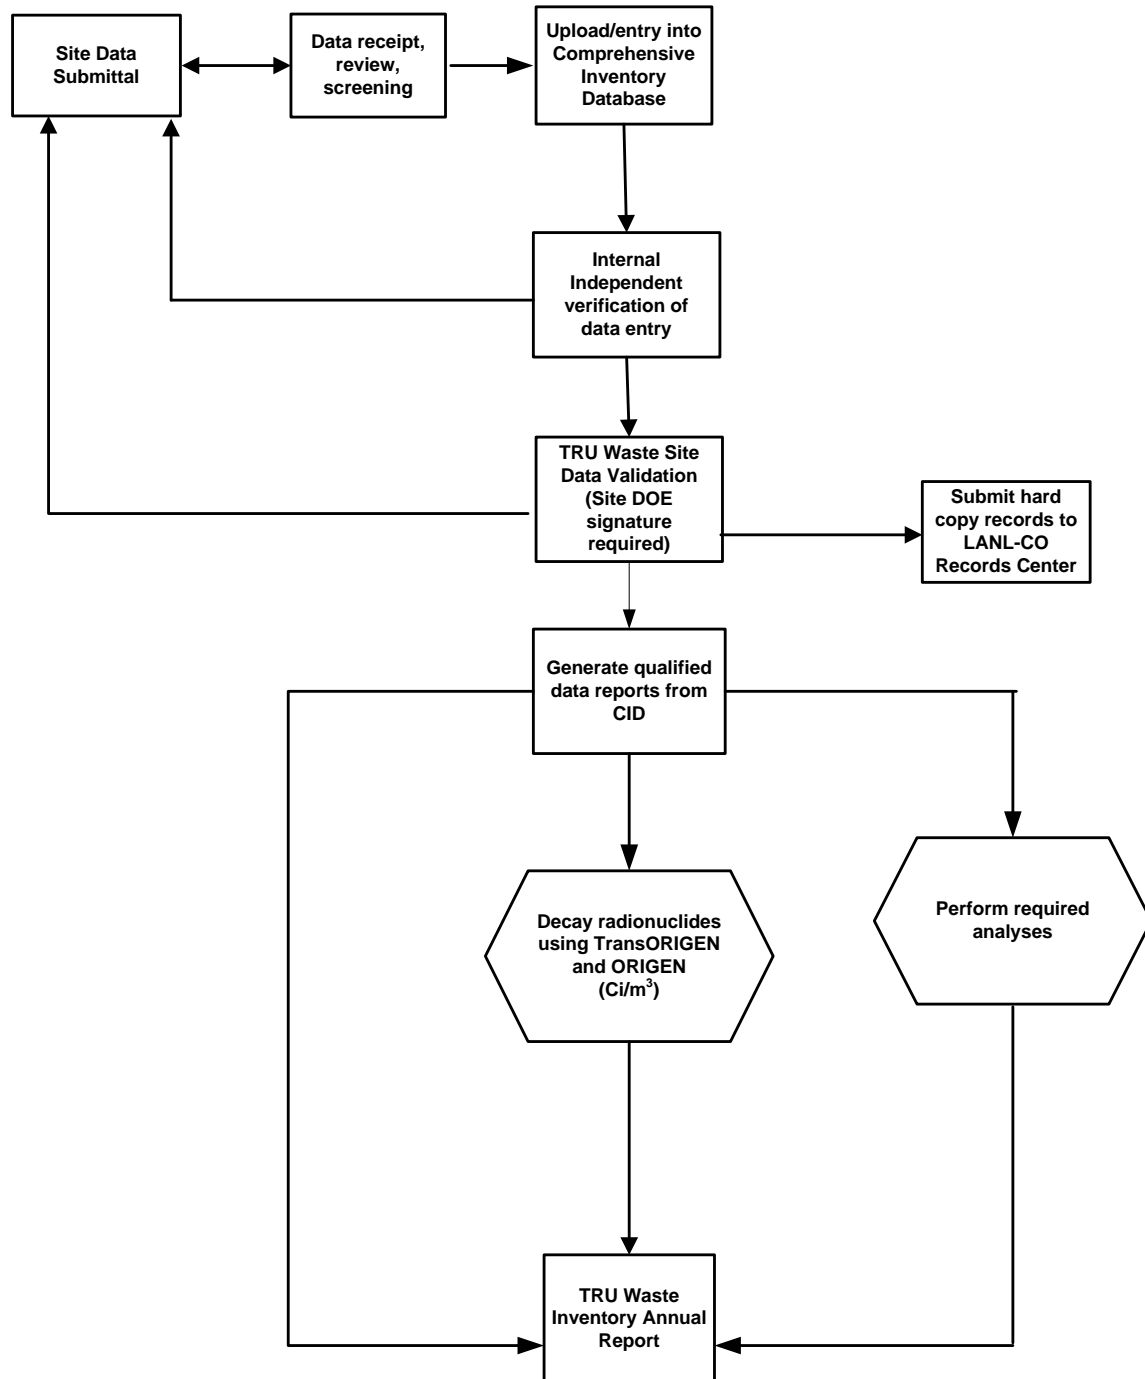 Site Data
Submittal
Data receipt,
review,
screening
Upload/entry into
Comprehensive
Inventory
Database
Internal
Independent
verification of
data entry
TRU Waste Site
Data Validation
(Site DOE
signature
required)
Submit hard
copy records to
LANL-CO
Records Center
Generate qualified
data reports from
CID
Decay radionuclides
using TransORIGEN
and ORIGEN
(Ci/m³)
Perform required
analyses
TRU Waste
Inventory Annual
Report